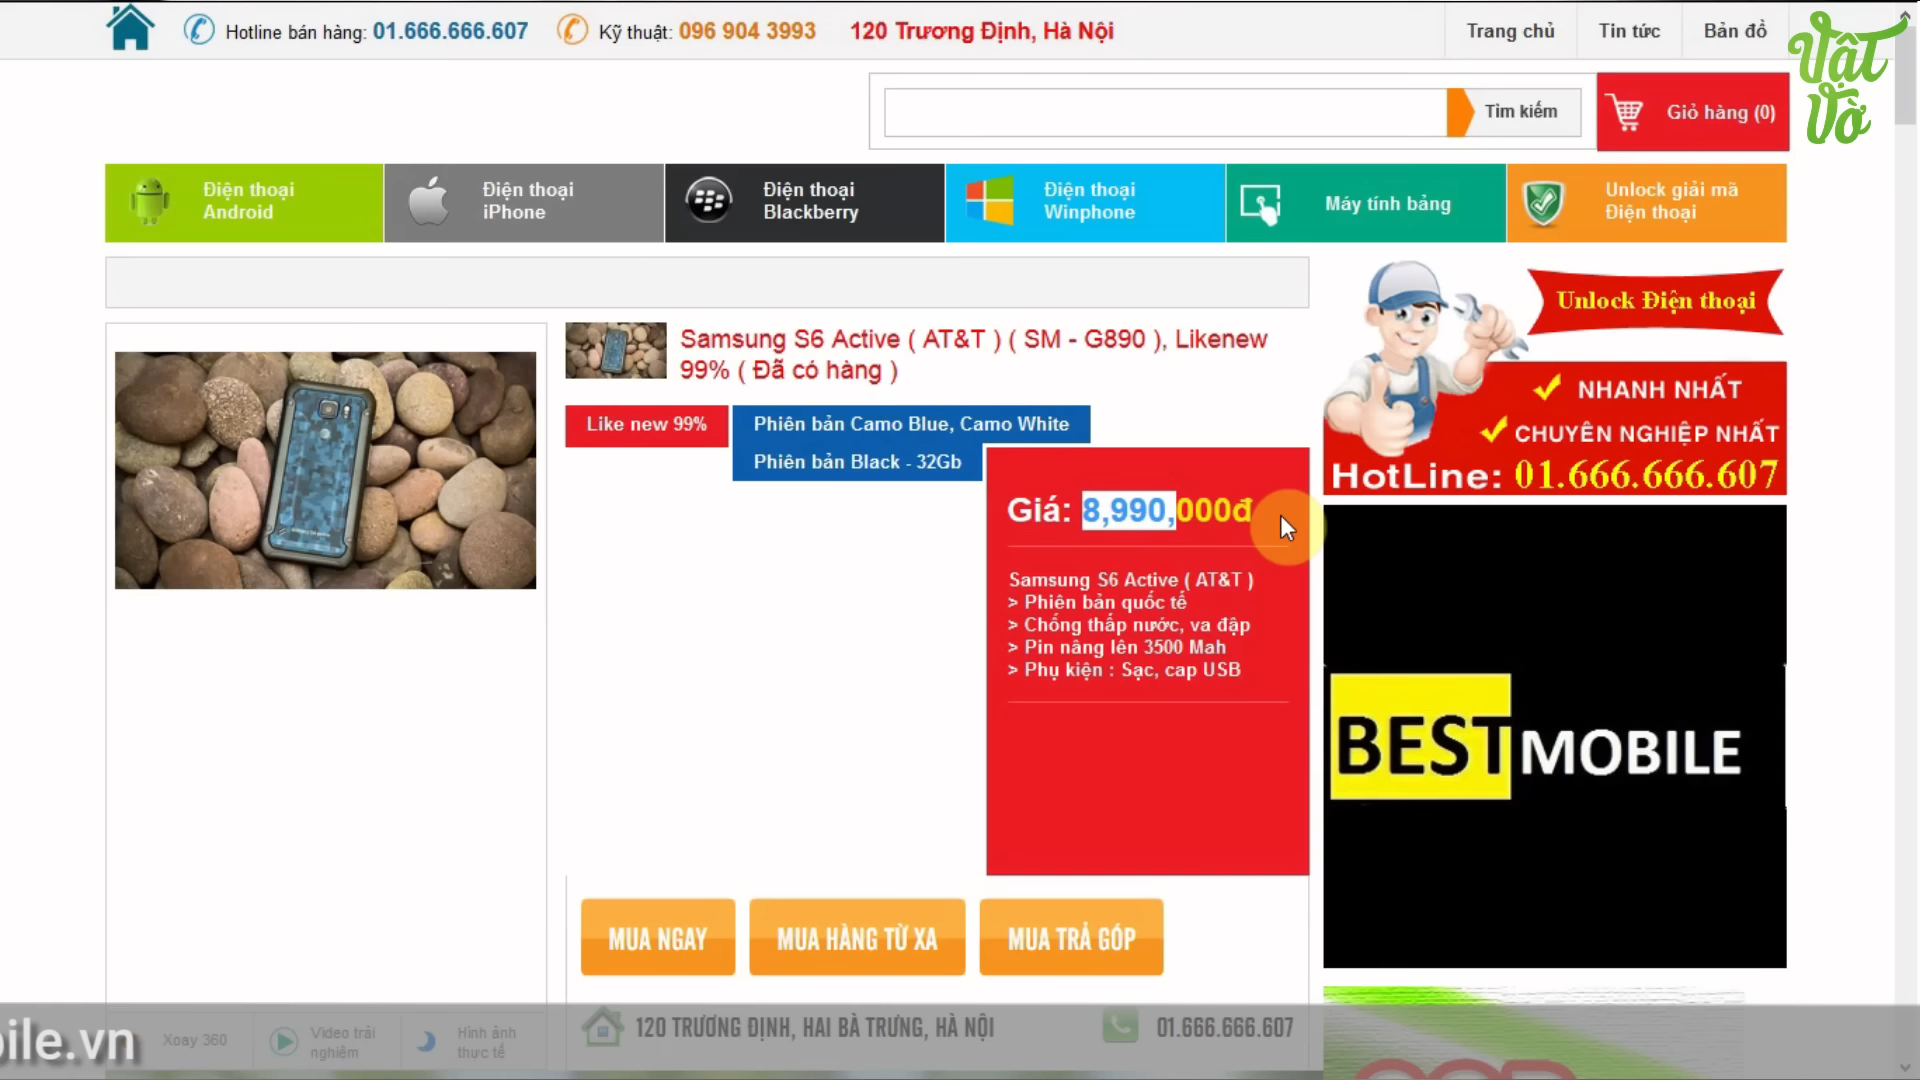 Hotline bán hàng: 01.666.666.607
Kỹ thuật: 096 904 3993
120 Trương Định, Hà Nội
Trang chủ
Tin tức
Bản đồ
Vật
Vờ
Tìm kiếm
Giỏ hàng (0)
Điện thoại
Android
Điện thoại
iPhone
Điện thoại
Blackberry
Điện thoại
Winphone
Máy tính bảng
Unlock giải mã
Điện thoại
Samsung S6 Active ( AT&T ) ( SM - G890 ), Likenew
99% ( Đã có hàng )
Like new 99%
Phiên bản Camo Blue, Camo White
Phiên bản Black - 32Gb
Giá: 8,990,000đ
Samsung S6 Active ( AT&T )
> Phiên bản quốc tế
> Chống thấp nước, va đập
> Pin nâng lên 3500 Mah
> Phụ kiện : Sạc, cap USB
Unlock Điện thoại
NHANH NHẤT
CHUYÊN NGHIỆP NHẤT
HotLine: 01.666.666.607
BESTMOBILE
MUA NGAY
MUA HÀNG TỪ XA
MUA TRẢ GÓP
120 TRƯƠNG ĐỊNH, HAI BÀ TRƯNG, HÀ NỘI
01.666.666.607
Xoay 360
Video trải
nghiệm
Hình ảnh
thực tế
bile.vn